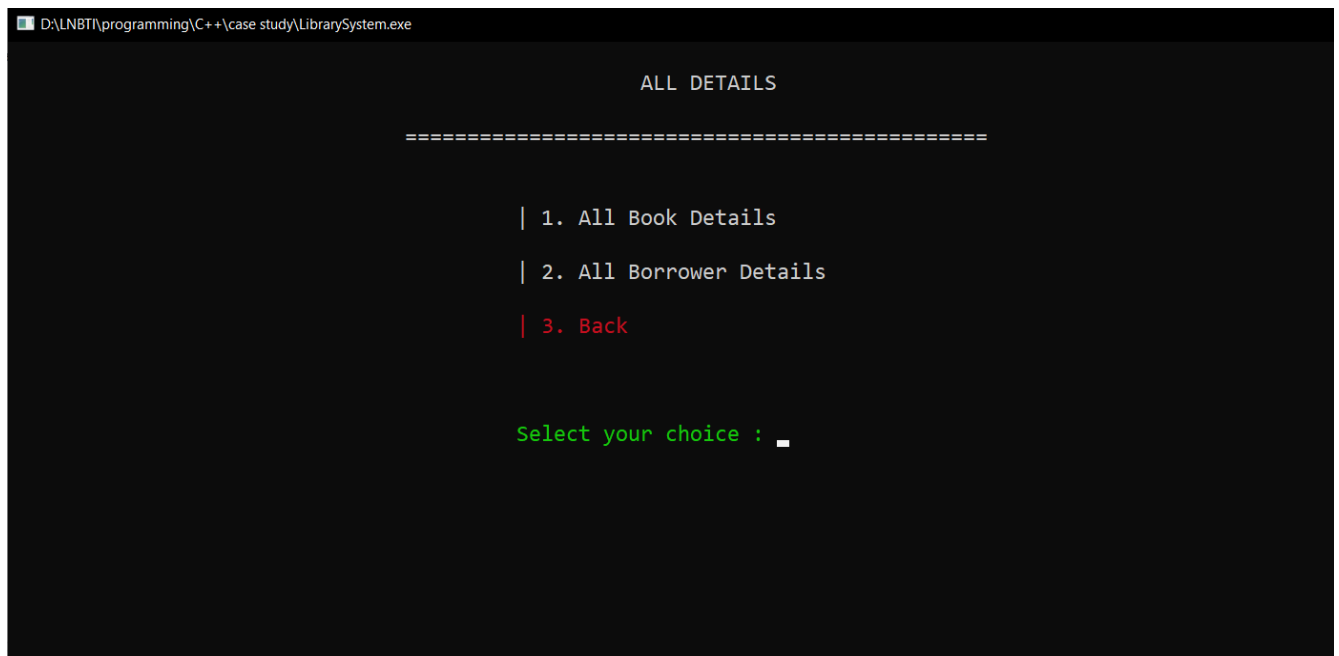 D:\LNBTI\programming\C++\case study\LibrarySystem.exe
ALL DETAILS
===============================================
| 1. All Book Details
| 2. All Borrower Details
| 3. Back
Select your choice :